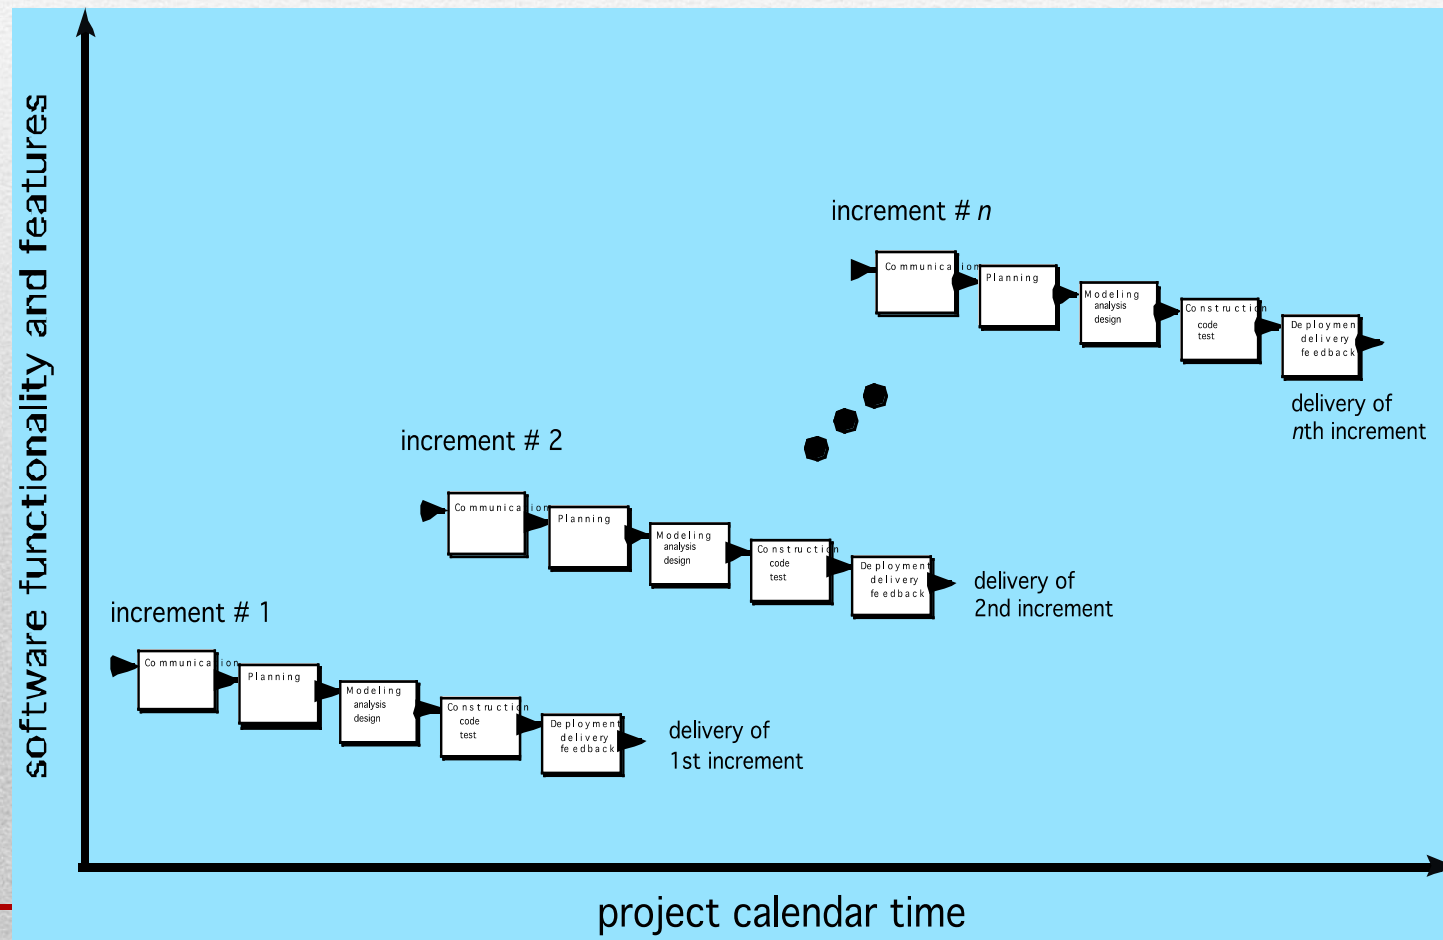 software functionality and features
increment # n
Communication
Planning
Modeling
analysis
design
Construction
code
test
Deployment
delivery
feedback
delivery of
nth increment
increment # 2
Communication
Planning
Modeling
analysis
design
Construction
code
test
Deployment
delivery
feedback
delivery of
2nd increment
increment # 1
Communication
Planning
Modeling
analysis
design
Construction
code
test
Deployment
delivery
feedback
delivery of
1st increment
project calendar time